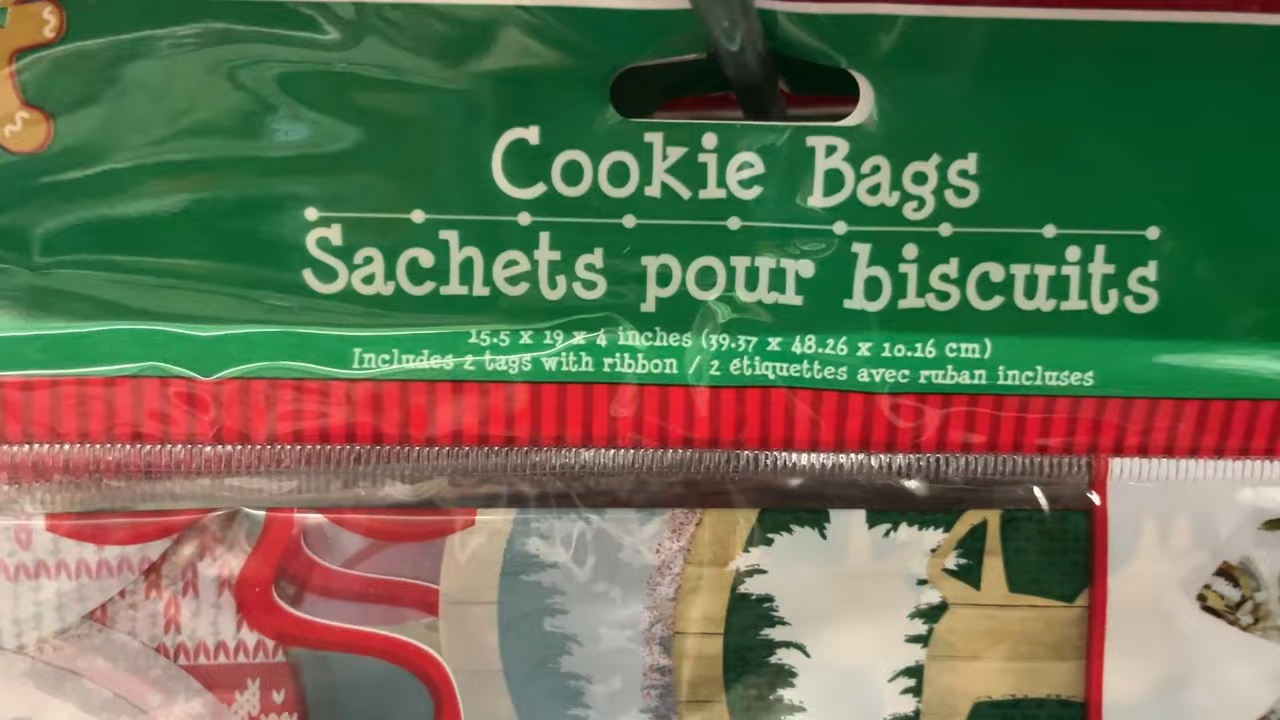 Cookie Bags
Sachets pour biscuits
15.5 x 19 x 4 inches (39.37 x 48.26 x 10.16 cm)
Includes 2 tags with ribbon / 2 étiquettes avec ruban incluses